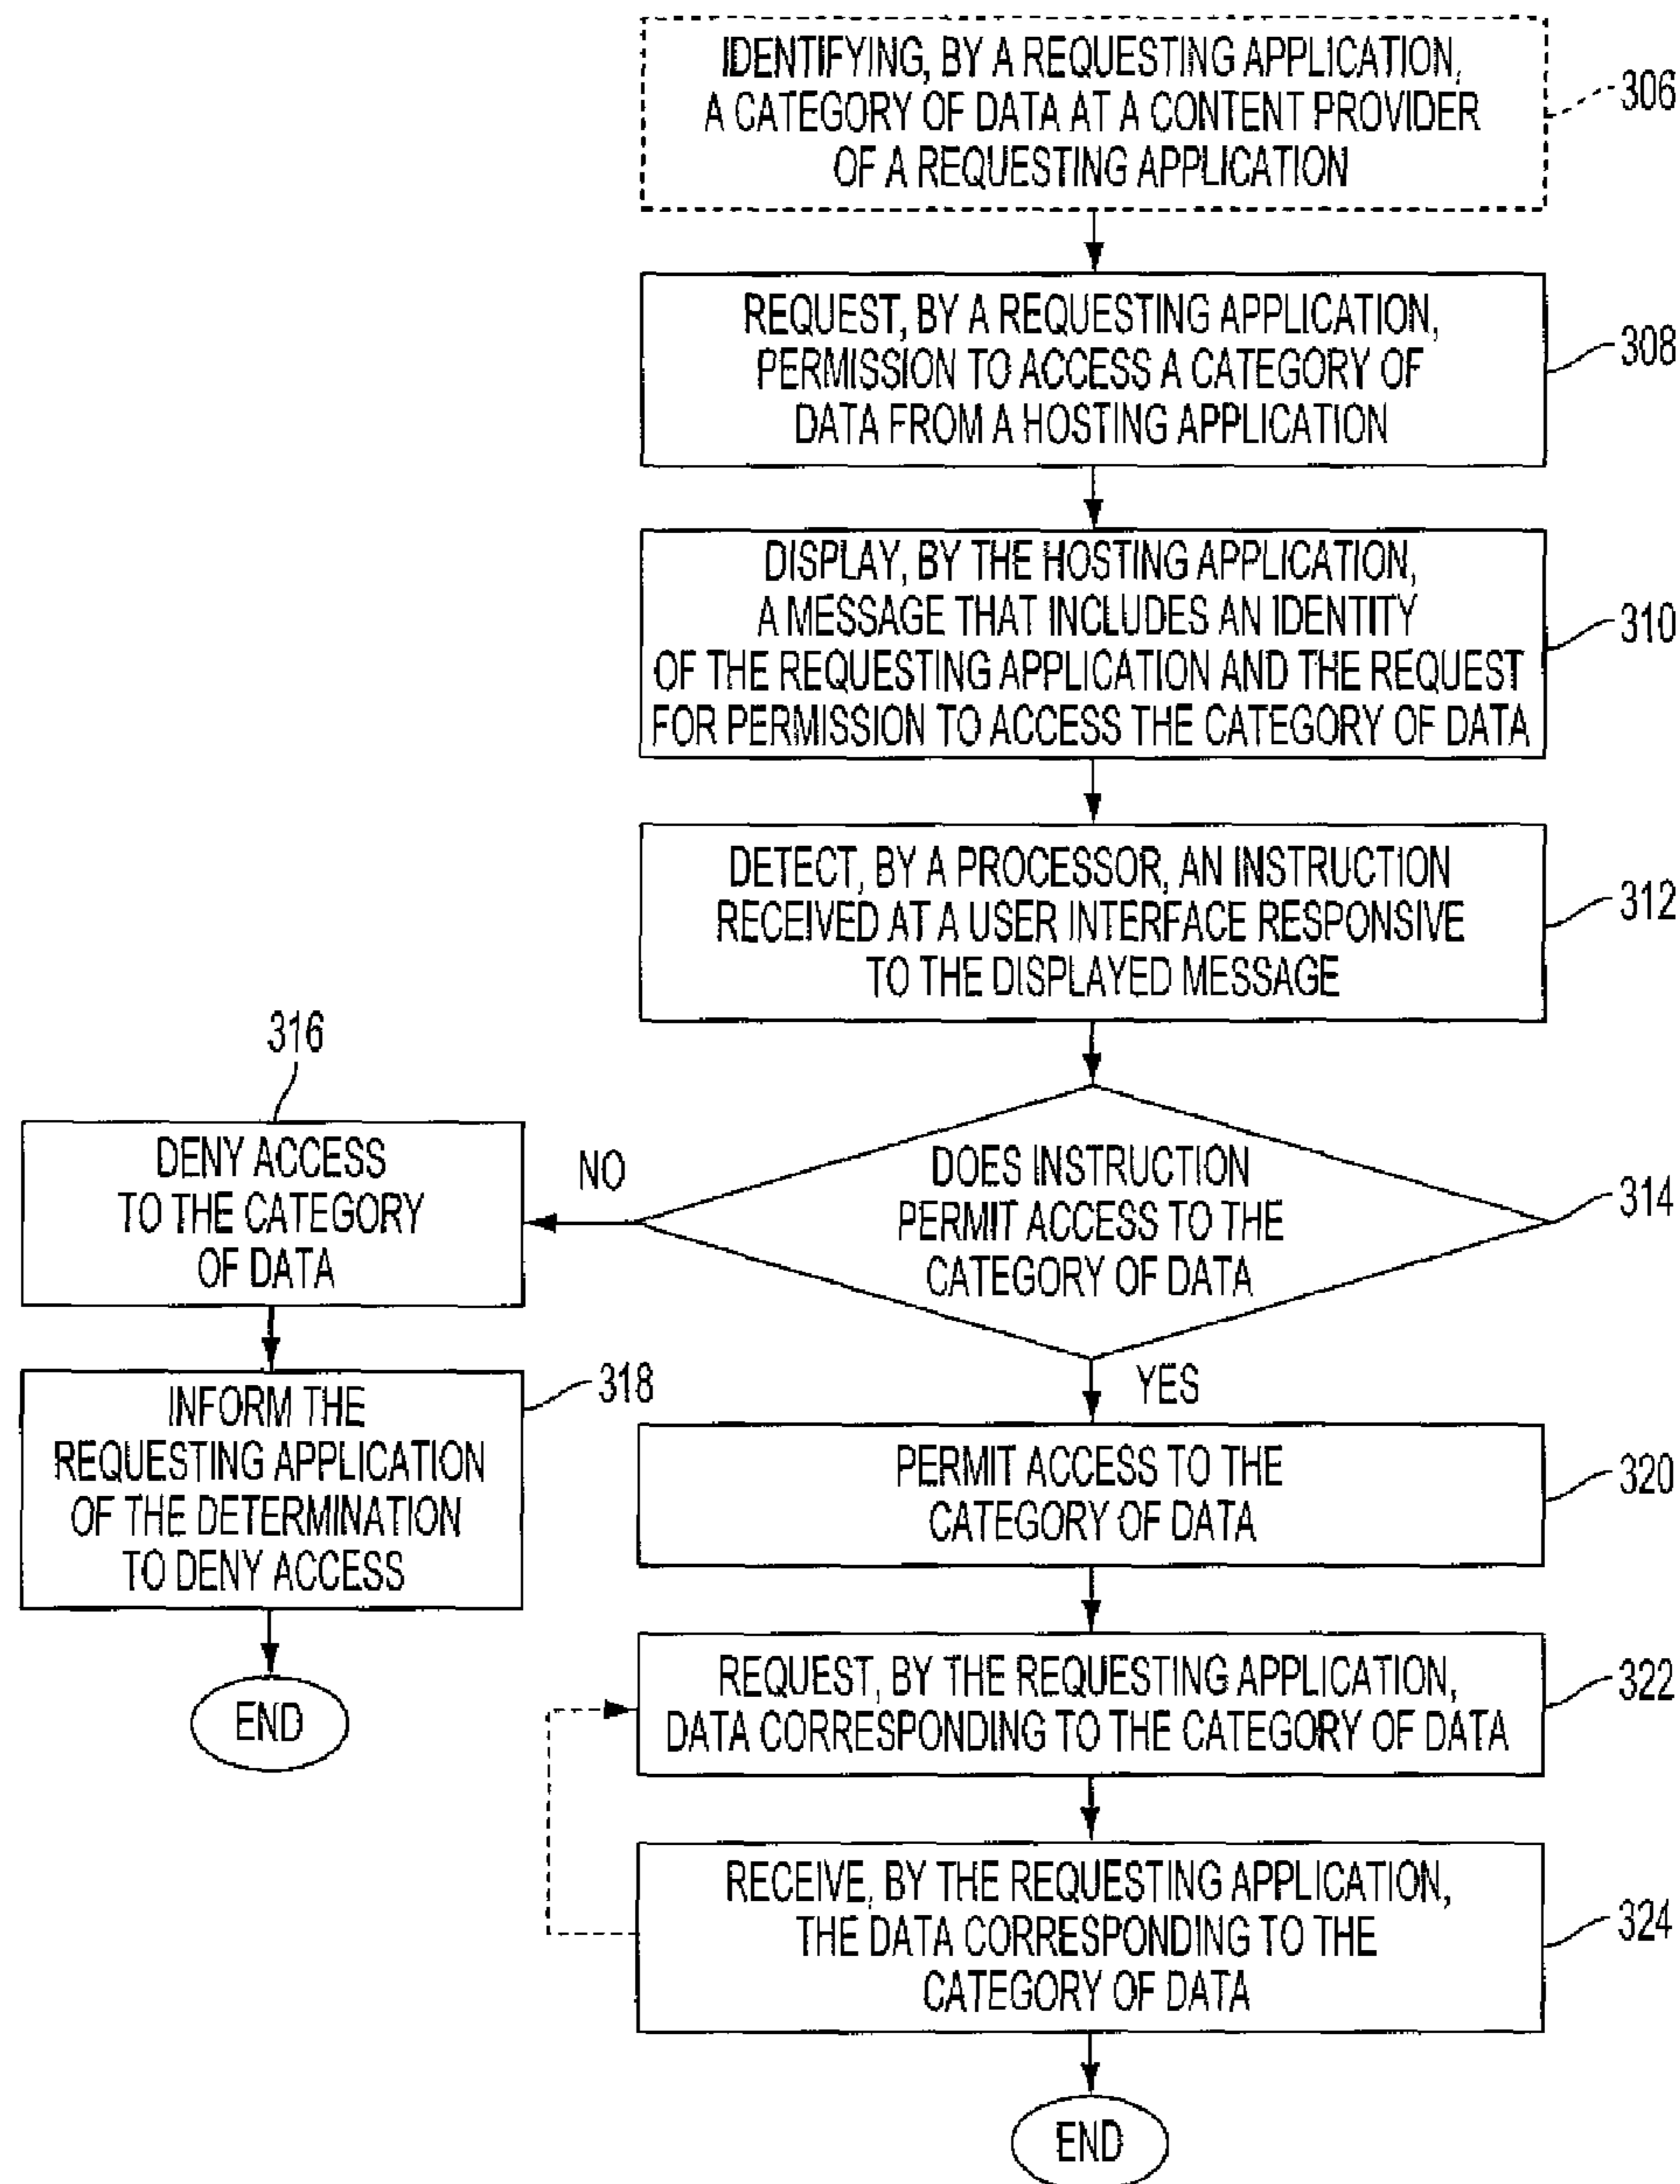 IDENTIFYING, BY A REQUESTING APPLICATION,
A CATEGORY OF DATA AT A CONTENT PROVIDER
OF A REQUESTING APPLICATION
306
REQUEST, BY A REQUESTING APPLICATION,
PERMISSION TO ACCESS A CATEGORY OF
DATA FROM A HOSTING APPLICATION
308
DISPLAY, BY THE HOSTING APPLICATION,
A MESSAGE THAT INCLUDES AN IDENTITY
OF THE REQUESTING APPLICATION AND THE REQUEST
FOR PERMISSION TO ACCESS THE CATEGORY OF DATA
310
DETECT, BY A PROCESSOR, AN INSTRUCTION
RECEIVED AT A USER INTERFACE RESPONSIVE
TO THE DISPLAYED MESSAGE
312
DOES INSTRUCTION
PERMIT ACCESS TO THE
CATEGORY OF DATA
314
NO
316
DENY ACCESS
TO THE CATEGORY
OF DATA
INFORM THE
REQUESTING APPLICATION
OF THE DETERMINATION
TO DENY ACCESS
318
END
YES
PERMIT ACCESS TO THE
CATEGORY OF DATA
320
REQUEST, BY THE REQUESTING APPLICATION,
DATA CORRESPONDING TO THE CATEGORY OF DATA
322
RECEIVE, BY THE REQUESTING APPLICATION,
THE DATA CORRESPONDING TO THE
CATEGORY OF DATA
324
END